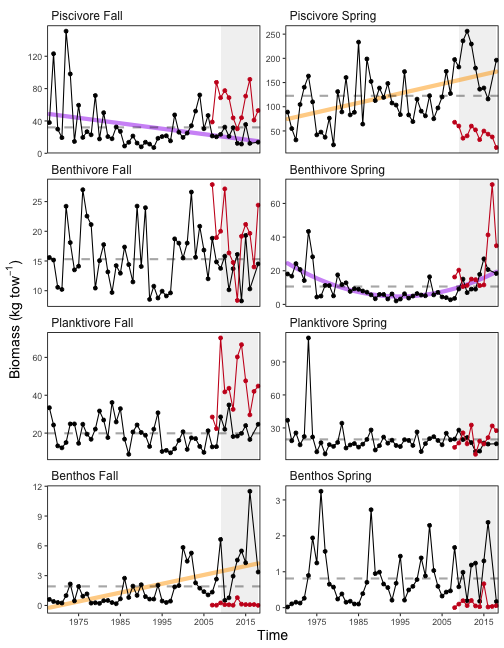 Piscivore Fall
Piscivore Spring
120
80
40
0
250
200
150
100
50
Benthivore Fall
Benthivore Spring
25
20
15
10
60
40
20
0
Planktivore Fall
Planktivore Spring
60
40
20
90
60
30
Benthos Fall
Benthos Spring
12
9
6
3
0
3
2
1
0
1975 1985 1995 2005 2015
1975 1985 1995 2005 2015
Time
Biomass (kg tow⁻¹)